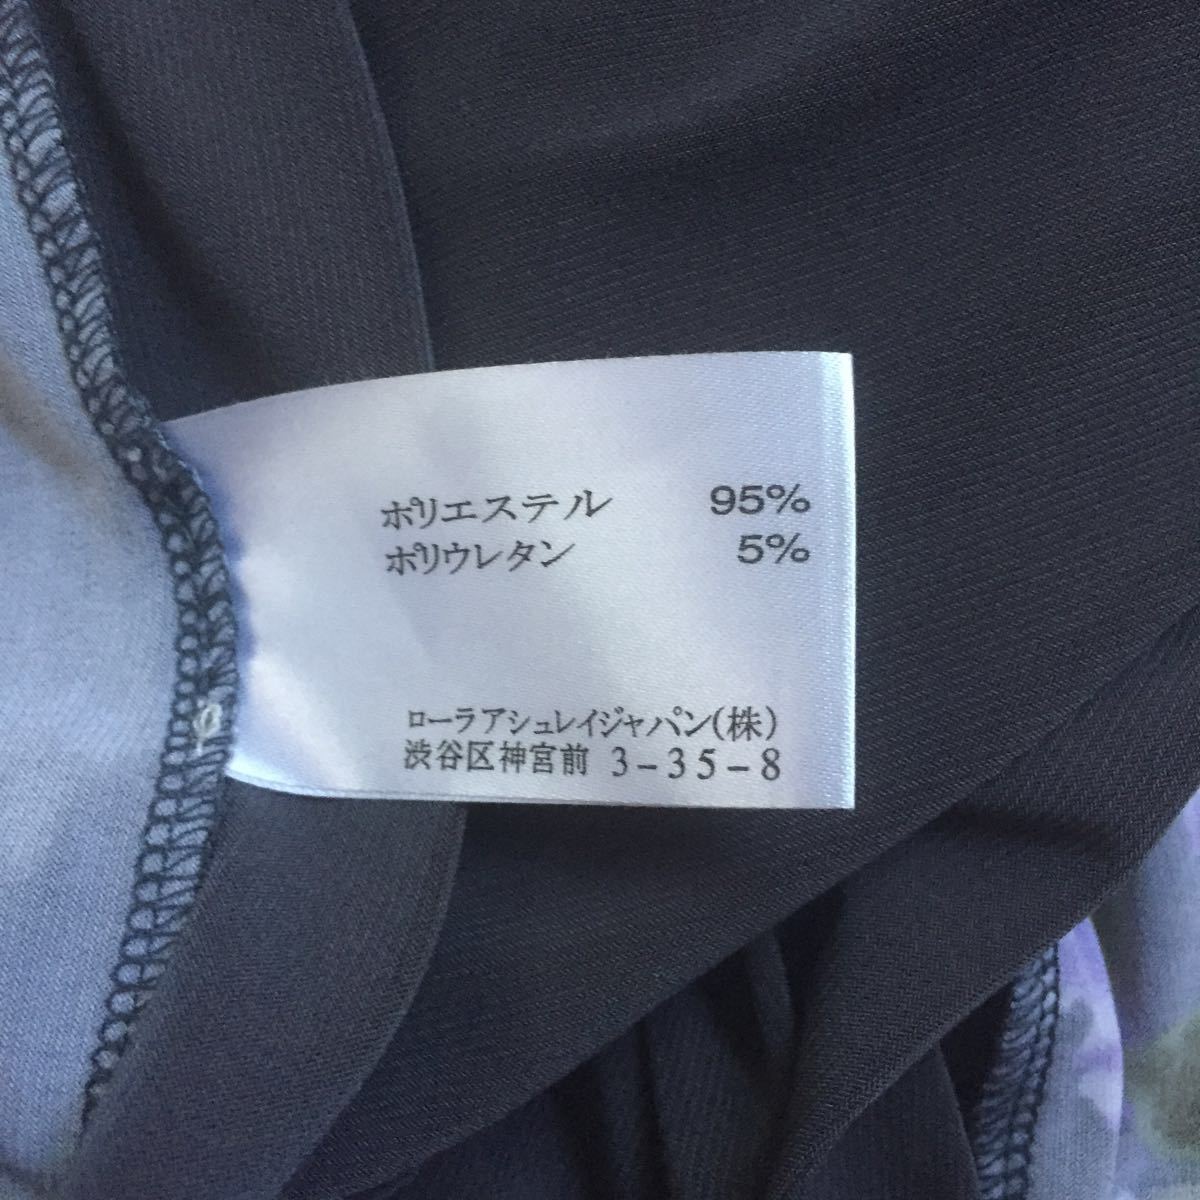 ポリエステル 95%
ポリウレタン 5%
ローラアシュレイジャパン(株)
渋谷区神宮前 3-35-8